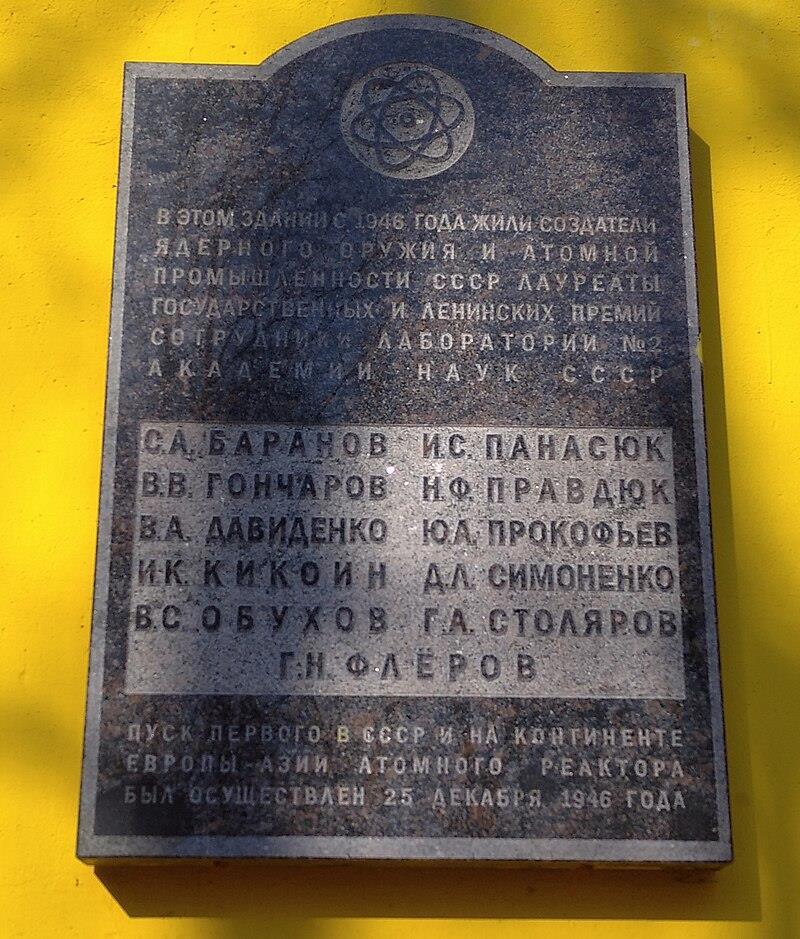 В ЭТОМ ЗДАНИИ С 1946 ГОДА ЖИЛИ СОЗДАТЕЛИ
ЯДЕРНОГО ОРУЖИЯ И АТОМНОЙ
ПРОМЫШЛЕННОСТИ СССР ЛАУРЕАТЫ
ГОСУДАРСТВЕННЫХ И ЛЕНИНСКИХ ПРЕМИЙ
СОТРУДНИКИ ЛАБОРАТОРИИ №2
АКАДЕМИИ НАУК СССР
С.А. БАРАНОВ И.С. ПАНАСЮК
В.В. ГОНЧАРОВ Н.Ф. ПРАВДЮК
В.А. ДАВИДЕНКО Ю.А. ПРОКОФЬЕВ
И.К. КИКОИН Д.Л. СИМОНЕНКО
В.С. ОБУХОВ Г.А. СТОЛЯРОВ
Г.Н. ФЛЁРОВ
ПУСК ПЕРВОГО В СССР И НА КОНТИНЕНТЕ
ЕВРОПЫ-АЗИИ АТОМНОГО РЕАКТОРА
БЫЛ ОСУЩЕСТВЛЕН 25 ДЕКАБРЯ 1946 ГОДА